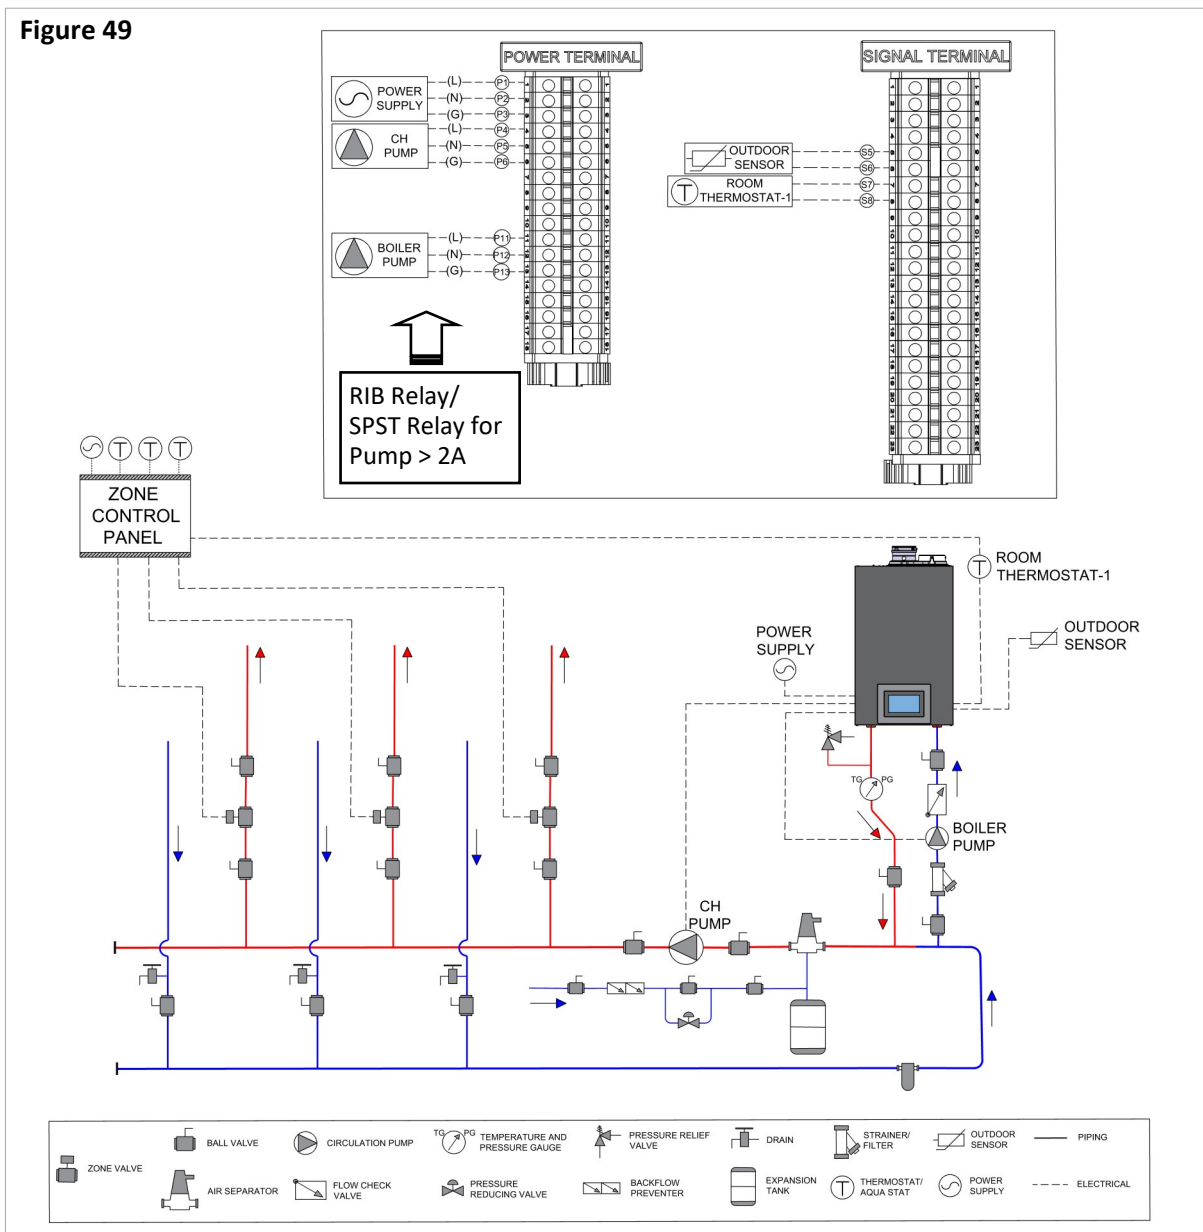 Figure 49
POWER TERMINAL
SIGNAL TERMINAL
POWER
SUPPLY
(L)
P1
(N)
P2
(G)
P3
CH
PUMP
(L)
P4
(N)
P5
(G)
P6
BOILER
PUMP
(L)
P11
(N)
P12
(G)
P13
OUTDOOR
SENSOR
S5
S6
T
ROOM
THERMOSTAT-1
S7
S8
RIB Relay/
SPST Relay for
Pump > 2A
T
T
T
ZONE
CONTROL
PANEL
T
ROOM
THERMOSTAT-1
POWER
SUPPLY
OUTDOOR
SENSOR
TG
PG
BOILER
PUMP
CH
PUMP
ZONE VALVE
BALL VALVE
CIRCULATION PUMP
TG
PG
TEMPERATURE AND
PRESSURE GAUGE
PRESSURE RELIEF
VALVE
DRAIN
STRAINER/
FILTER
OUTDOOR
SENSOR
PIPING
AIR SEPARATOR
FLOW CHECK
VALVE
PRESSURE
REDUCING VALVE
BACKFLOW
PREVENTER
EXPANSION
TANK
T
THERMOSTAT/
AQUA STAT
POWER
SUPPLY
ELECTRICAL